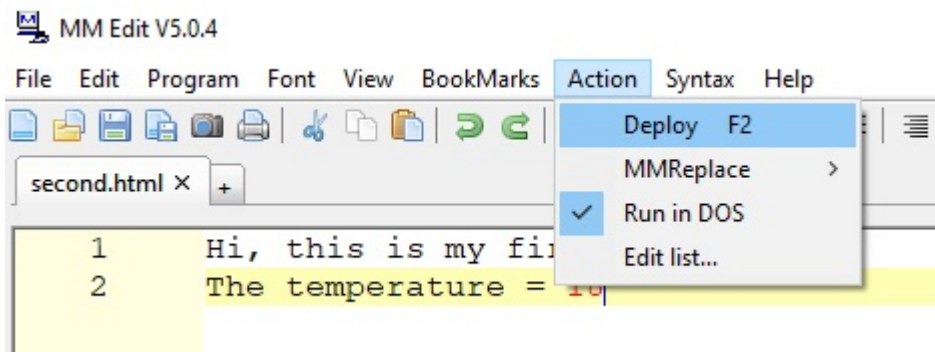 MM Edit V5.0.4
File Edit Program Font View BookMarks Action Syntax Help
Deploy F2
MMReplace >
second.html × +
✓ Run in DOS
Edit list...
1 Hi, this is my
2 The temperature =